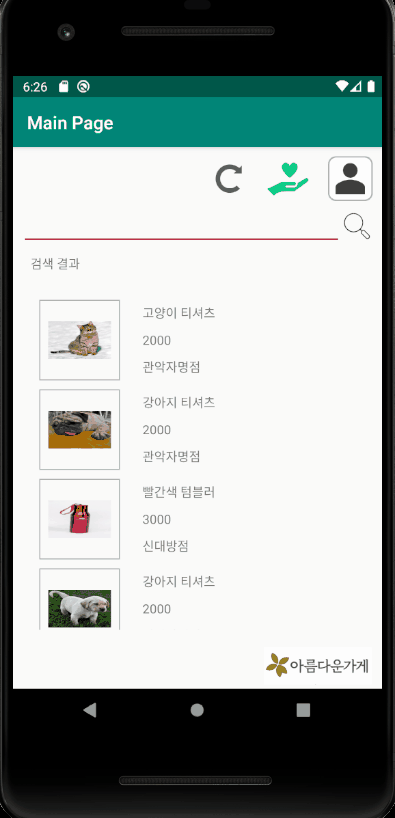 6:26
Main Page
검색 결과
고양이 티셔츠
2000
관악자명점
강아지 티셔츠
2000
관악자명점
빨간색 텀블러
3000
신대방점
강아지 티셔츠
2000
아름다운가게